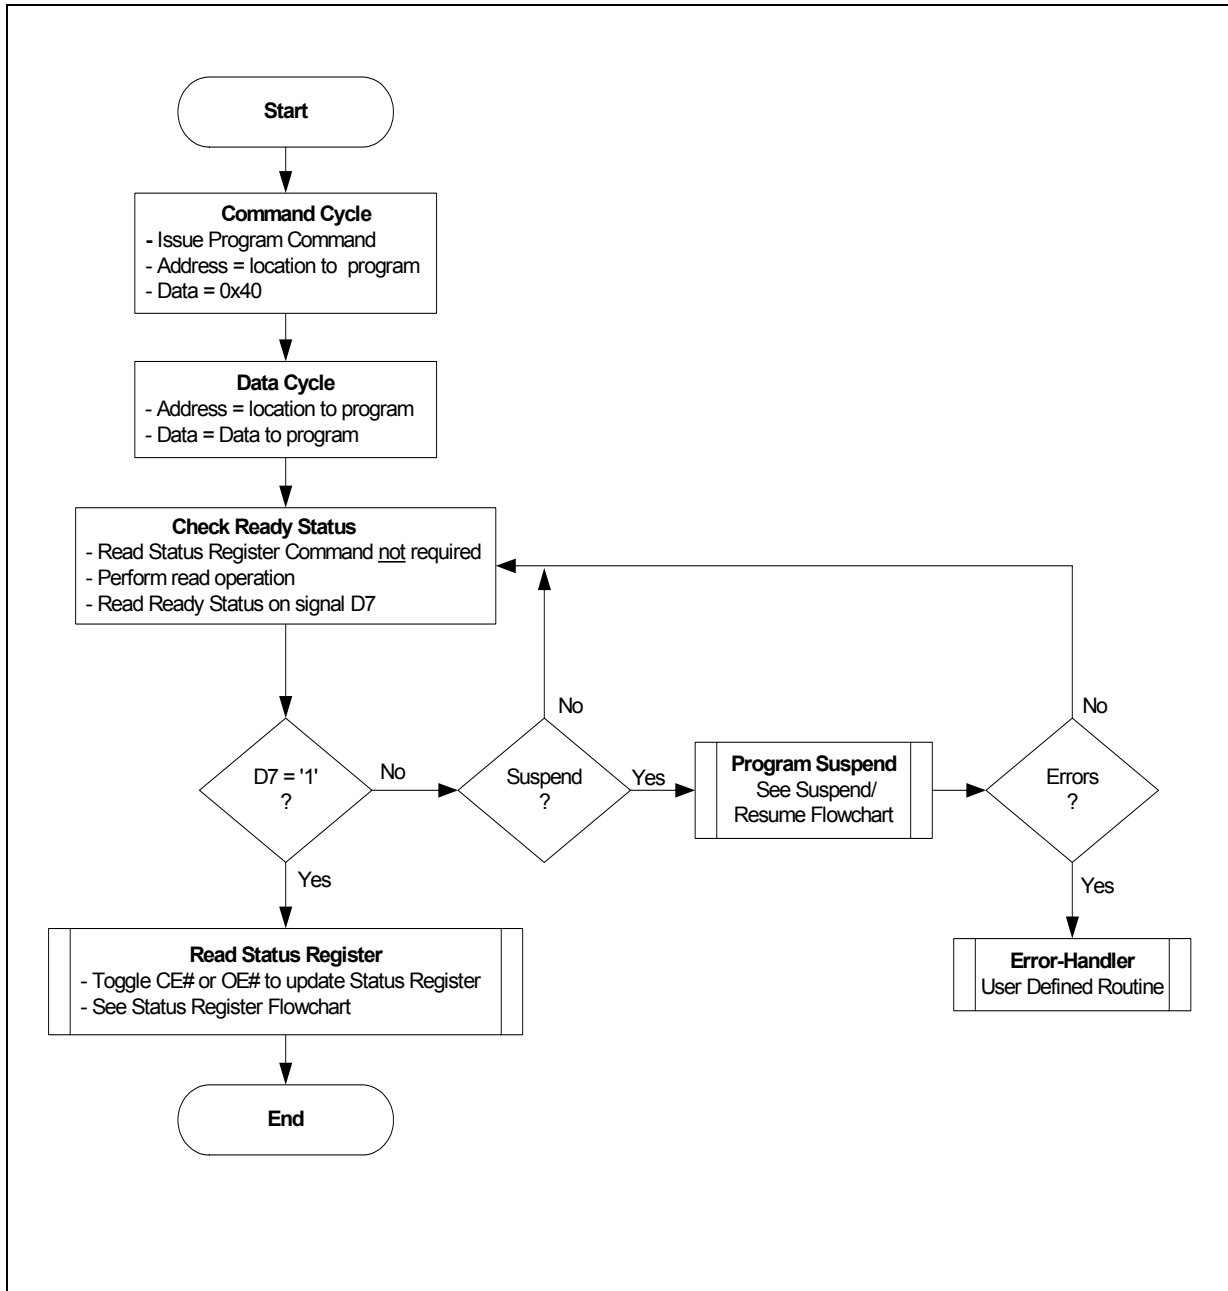 Start
Command Cycle
- Issue Program Command
- Address = location to program
- Data = 0x40
Data Cycle
- Address = location to program
- Data = Data to program
Check Ready Status
- Read Status Register Command not required
- Perform read operation
- Read Ready Status on signal D7
D7 = '1'
?
No
Suspend
?
No
Yes
Program Suspend
See Suspend/
Resume Flowchart
Errors
?
No
Yes
Error-Handler
User Defined Routine
Yes
Read Status Register
- Toggle CE# or OE# to update Status Register
- See Status Register Flowchart
End